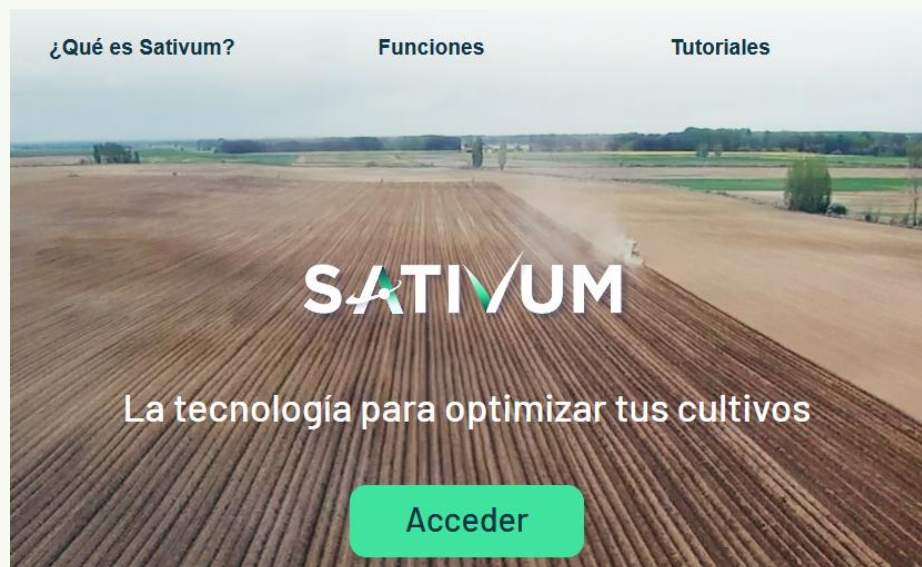 ¿Qué es Sativum?
Funciones
Tutoriales
SATIVUM
La tecnología para optimizar tus cultivos
Acceder